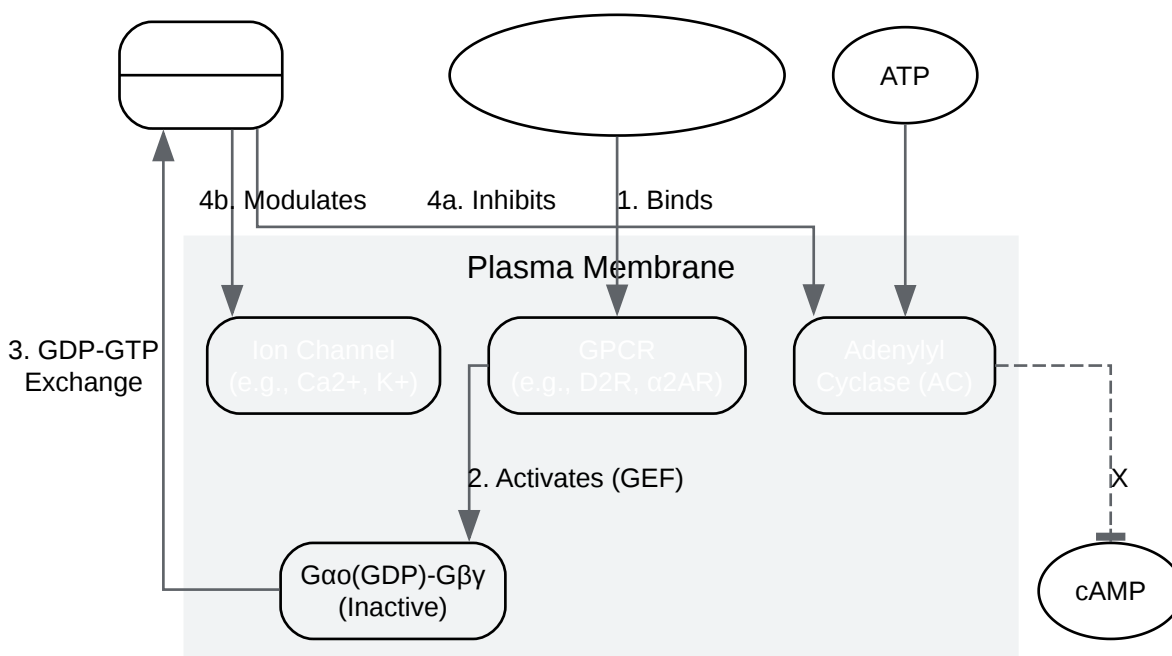 ATP
4b. Modulates
4a. Inhibits
1. Binds
Plasma Membrane
3. GDP-GTP
Exchange
Ion Channel
(e.g., Ca2+, K+)
GPCR
(e.g., D2R, α2AR)
Adenylyl
Cyclase (AC)
2. Activates (GEF)
X
Gαo(GDP)-Gβγ
(Inactive)
cAMP